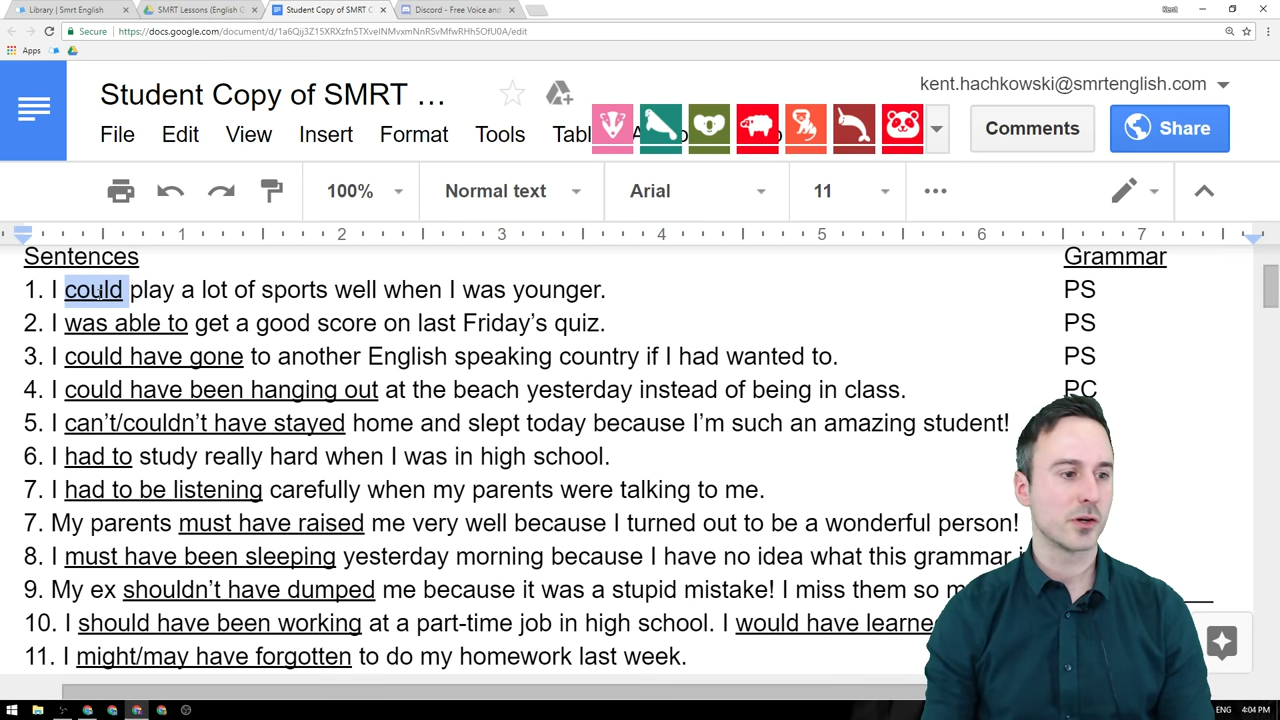 Library | Smrt English
SMRT Lessons (English G
Student Copy of SMRT C
Discord - Free Voice and
Kent
Secure
https://docs.google.com/document/d/1a6Qij3Z15XRXzfn5TXveINMvxmNnRSvMfwRHh5OfU0A/edit
Apps
Student Copy of SMRT …
kent.hachkowski@smrtenglish.com
File Edit View Insert Format Tools
Comments
Share
100% Normal text Arial 11
1 2 3 4 5 6 7
Sentences Grammar
1. I could play a lot of sports well when I was younger. PS
2. I was able to get a good score on last Friday’s quiz. PS
3. I could have gone to another English speaking country if I had wanted to. PS
4. I could have been hanging out at the beach yesterday instead of being in class. PC
5. I can’t/couldn’t have stayed home and slept today because I’m such an amazing student!
6. I had to study really hard when I was in high school.
7. I had to be listening carefully when my parents were talking to me.
7. My parents must have raised me very well because I turned out to be a wonderful person!
8. I must have been sleeping yesterday morning because I have no idea what this grammar
9. My ex shouldn’t have dumped me because it was a stupid mistake! I miss them so
10. I should have been working at a part-time job in high school. I would have learne
11. I might/may have forgotten to do my homework last week.
ENG 4:04 PM